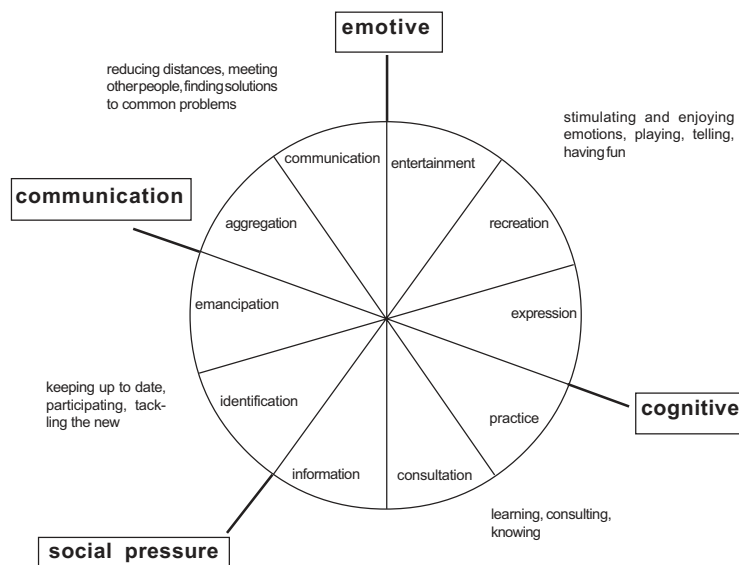 emotive
reducing distances, meeting
other people, finding solutions
to common problems
stimulating and enjoying
emotions, playing, telling,
having fun
communication
entertainment
communication
aggregation
recreation
emancipation
expression
keeping up to date,
participating, tack-
ling the new
identification
cognitive
practice
information
consultation
learning, consulting,
knowing
social pressure